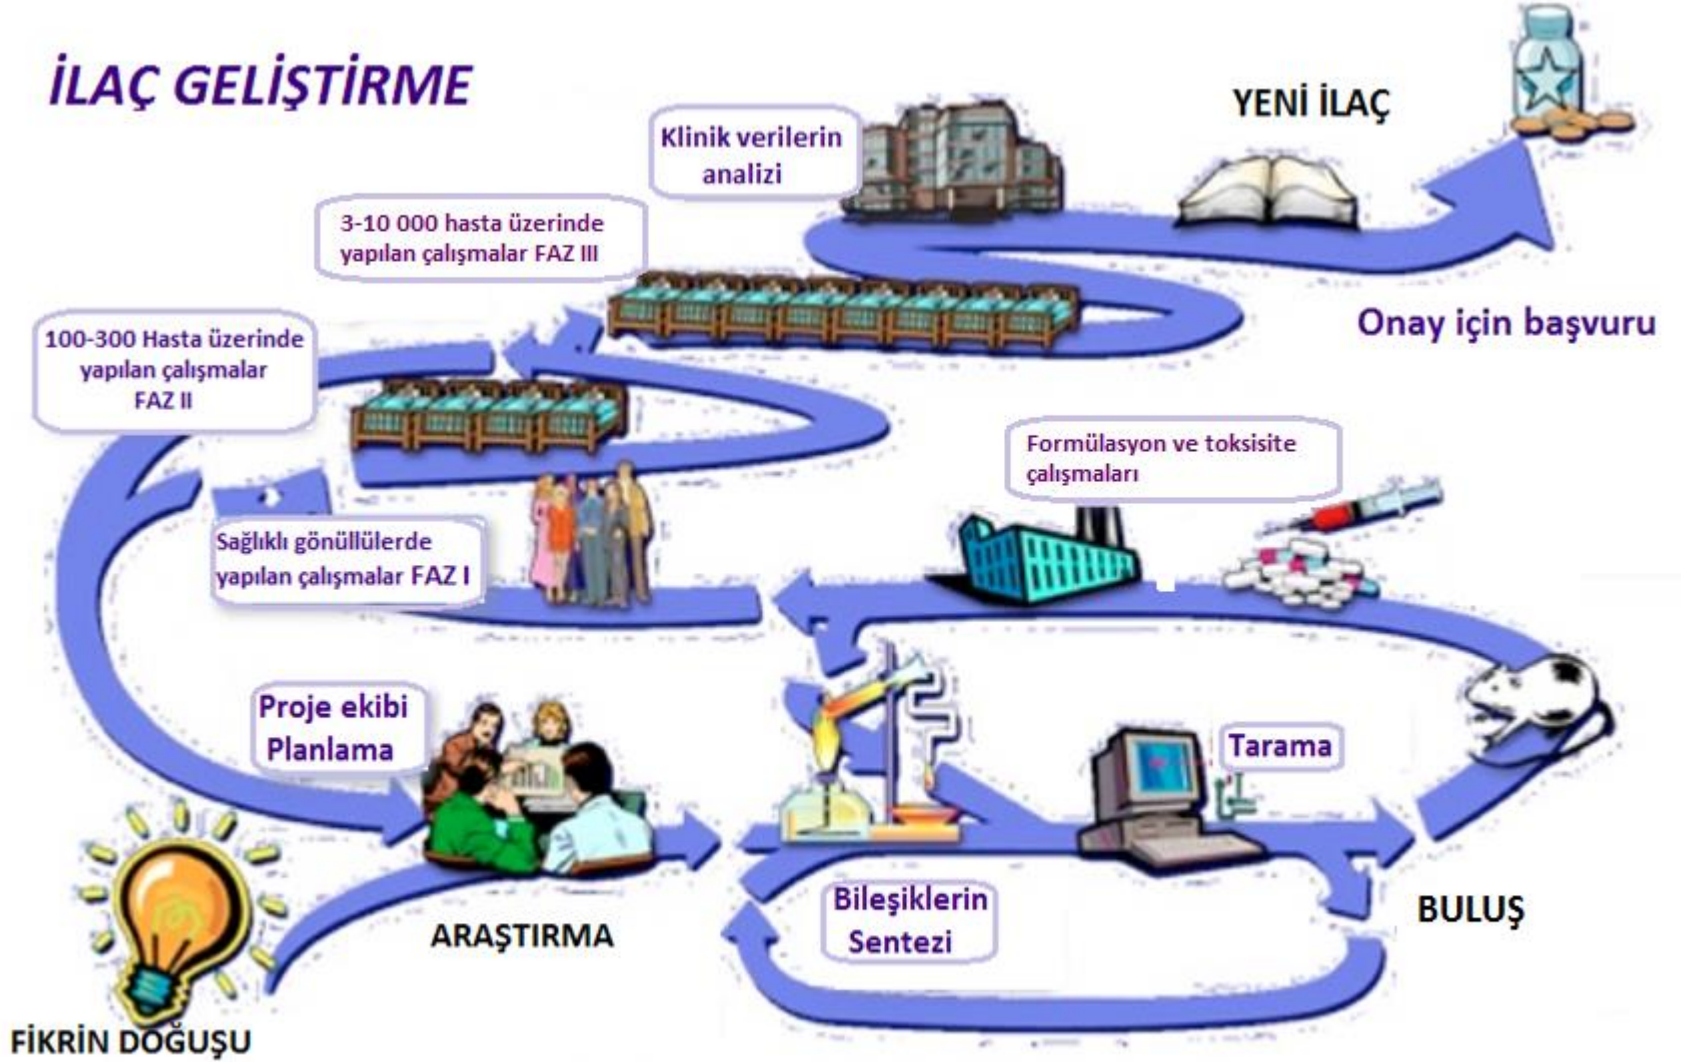 İLAÇ GELİŞTİRME
YENİ İLAÇ
Klinik verilerin
analizi
3-10 000 hasta üzerinde
yapılan çalışmalar FAZ III
Onay için başvuru
100-300 Hasta üzerinde
yapılan çalışmalar
FAZ II
Formülasyon ve toksisite
çalışmaları
Sağlıklı gönüllülerde
yapılan çalışmalar FAZ I
Proje ekibi
Planlama
Tarama
Bileşiklerin
Sentezi
BULUŞ
ARAŞTIRMA
FİKRİN DOĞUŞU